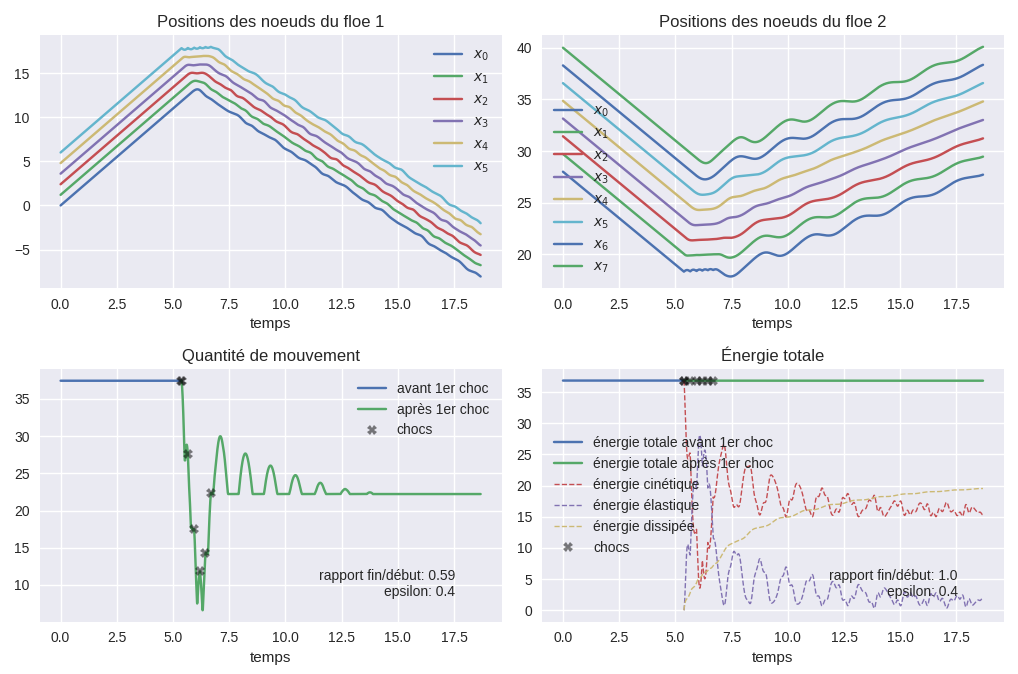 Positions des noeuds du floe 1
15
10
5
0
−5
x0
x1
x2
x3
x4
x5
0.0 2.5 5.0 7.5 10.0 12.5 15.0 17.5
temps
Positions des noeuds du floe 2
40
35
30
25
20
x0
x1
x2
x3
x4
x5
x6
x7
0.0 2.5 5.0 7.5 10.0 12.5 15.0 17.5
temps
Quantité de mouvement
35
30
25
20
15
10
avant 1er choc
après 1er choc
chocs
rapport fin/début: 0.59
epsilon: 0.4
0.0 2.5 5.0 7.5 10.0 12.5 15.0 17.5
temps
Énergie totale
35
30
25
20
15
10
5
0
énergie totale avant 1er choc
énergie totale après 1er choc
énergie cinétique
énergie élastique
énergie dissipée
chocs
rapport fin/début: 1.0
epsilon: 0.4
0.0 2.5 5.0 7.5 10.0 12.5 15.0 17.5
temps